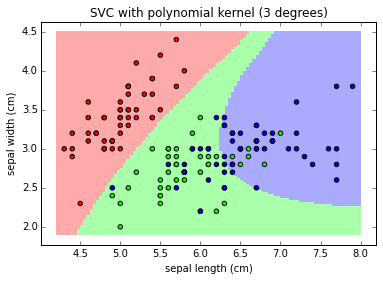 SVC with polynomial kernel (3 degrees)
sepal width (cm)
4.5
4.0
3.5
3.0
2.5
2.0
4.5 5.0 5.5 6.0 6.5 7.0 7.5 8.0
sepal length (cm)